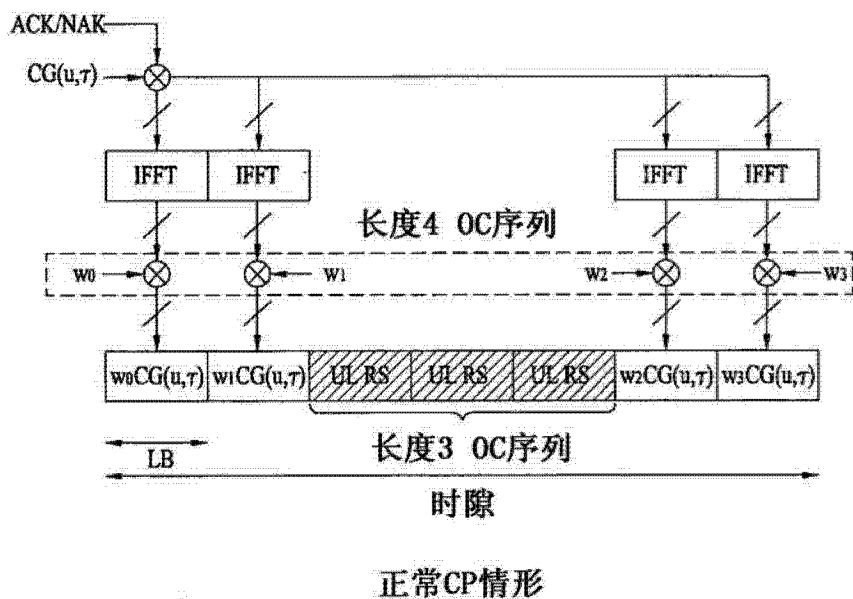 ACK/NAK
CG(u,τ)
IFFT IFFT IFFT IFFT
长度4 OC序列
W0 W1 W2 W3
w0CG(u,τ) w1CG(u,τ) UL RS UL RS UL RS w2CG(u,τ) w3CG(u,τ)
长度3 OC序列
LB
时隙
正常CP情形